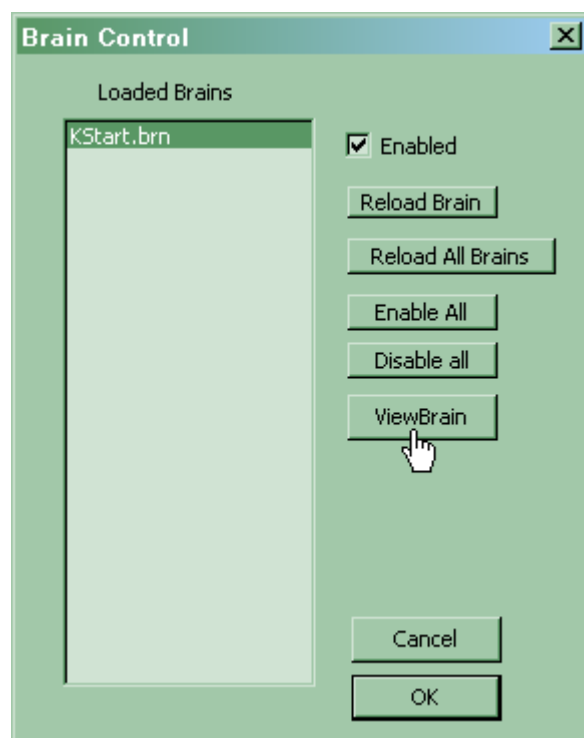 Brain Control
Loaded Brains
KStart.brn
Enabled
Reload Brain
Reload All Brains
Enable All
Disable all
ViewBrain
Cancel
OK